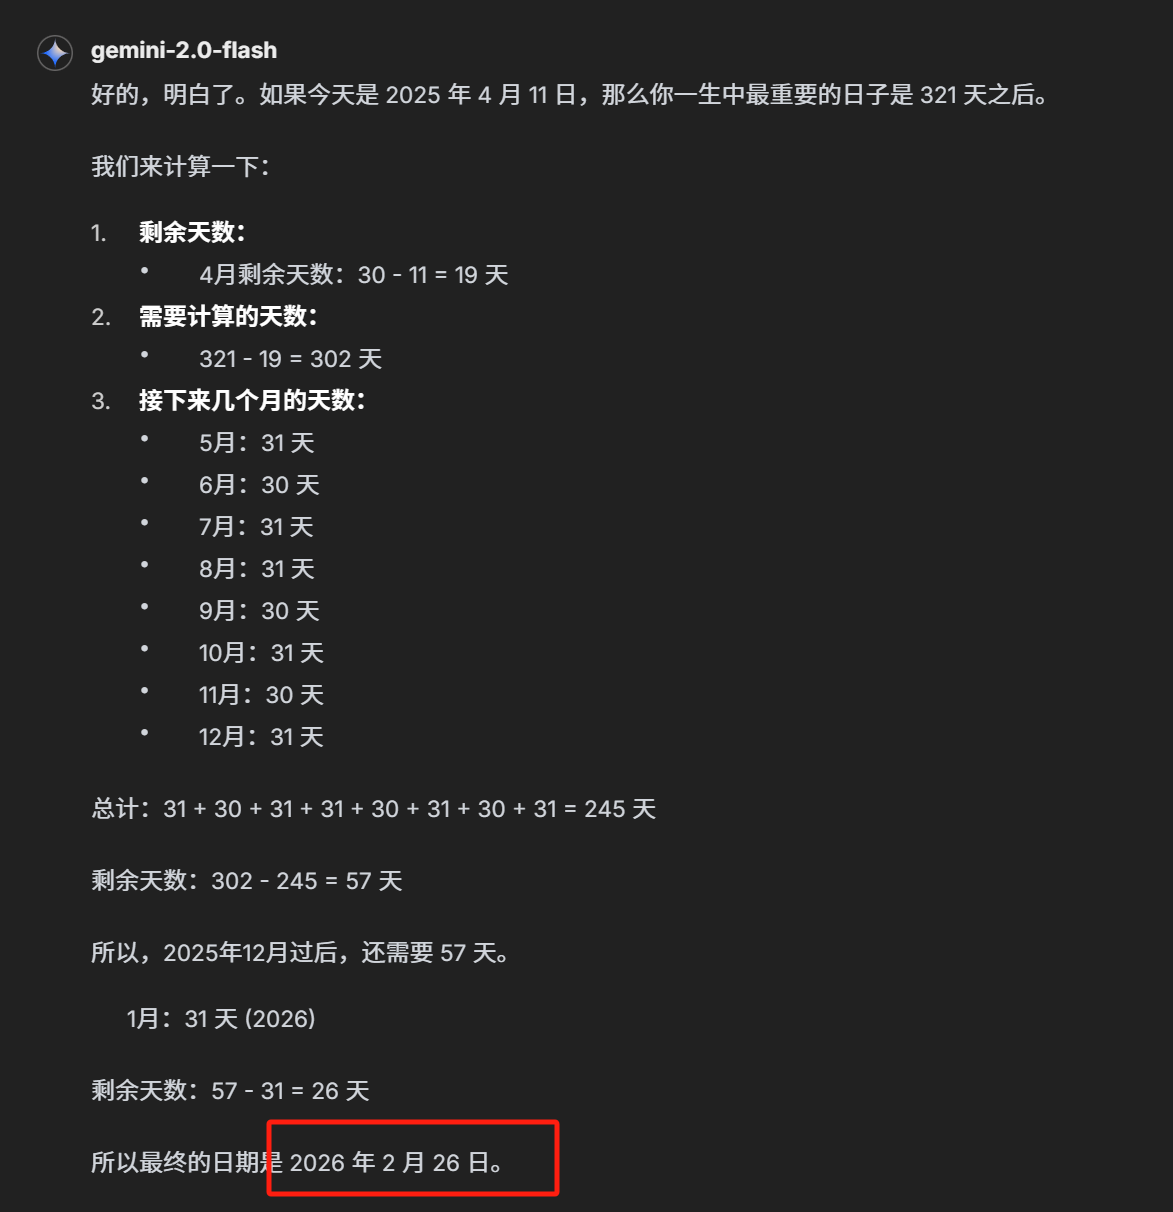 gemini-2.0-flash
好的，明白了。如果今天是 2025 年 4 月 11 日，那么你一生中最重要的日子是 321 天之后。
我们来计算一下：
1. 剩余天数：
• 4月剩余天数：30 - 11 = 19 天
2. 需要计算的天数：
• 321 - 19 = 302 天
3. 接下来几个月的天数：
• 5月：31 天
• 6月：30 天
• 7月：31 天
• 8月：31 天
• 9月：30 天
• 10月：31 天
• 11月：30 天
• 12月：31 天
总计：31 + 30 + 31 + 31 + 30 + 31 + 30 + 31 = 245 天
剩余天数：302 - 245 = 57 天
所以，2025年12月过后，还需要 57 天。
1月：31 天 (2026)
剩余天数：57 - 31 = 26 天
所以最终的日期是 2026 年 2 月 26 日。